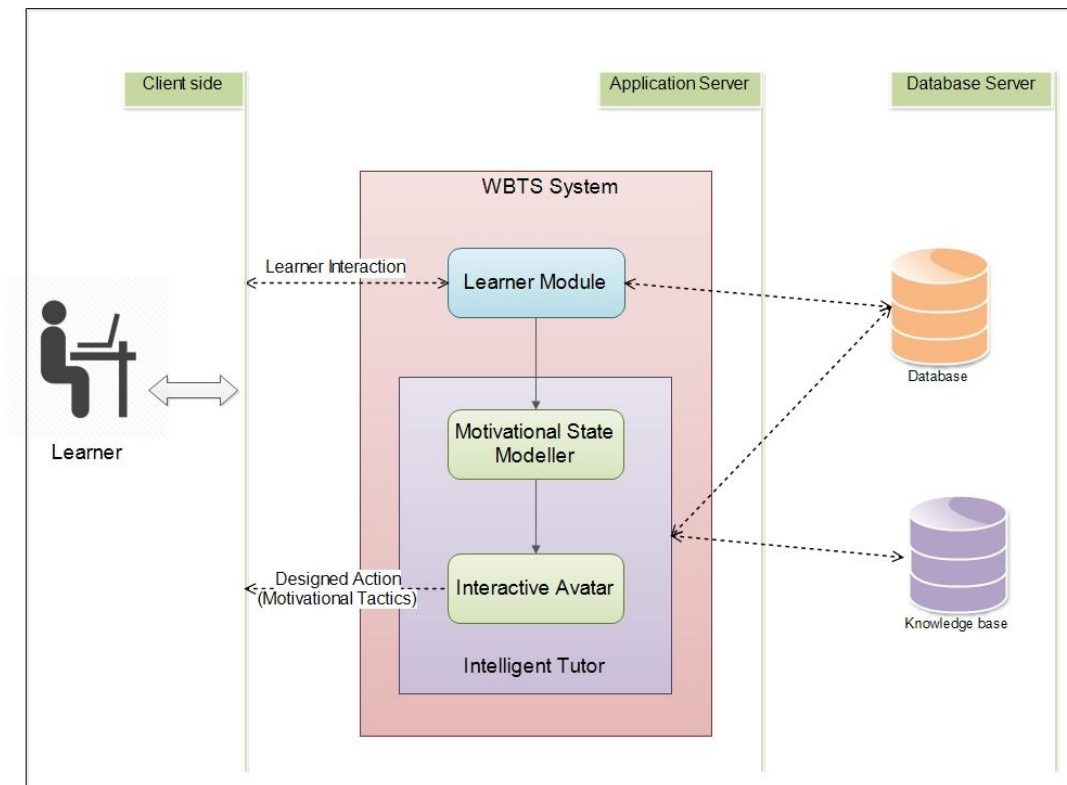 Client side
Application Server
Database Server
WBTS System
Learner Interaction
Learner Module
Database
Motivational State
Modeller
Learner
Designed Action
(Motivational Tactics)
Interactive Avatar
Knowledge base
Intelligent Tutor